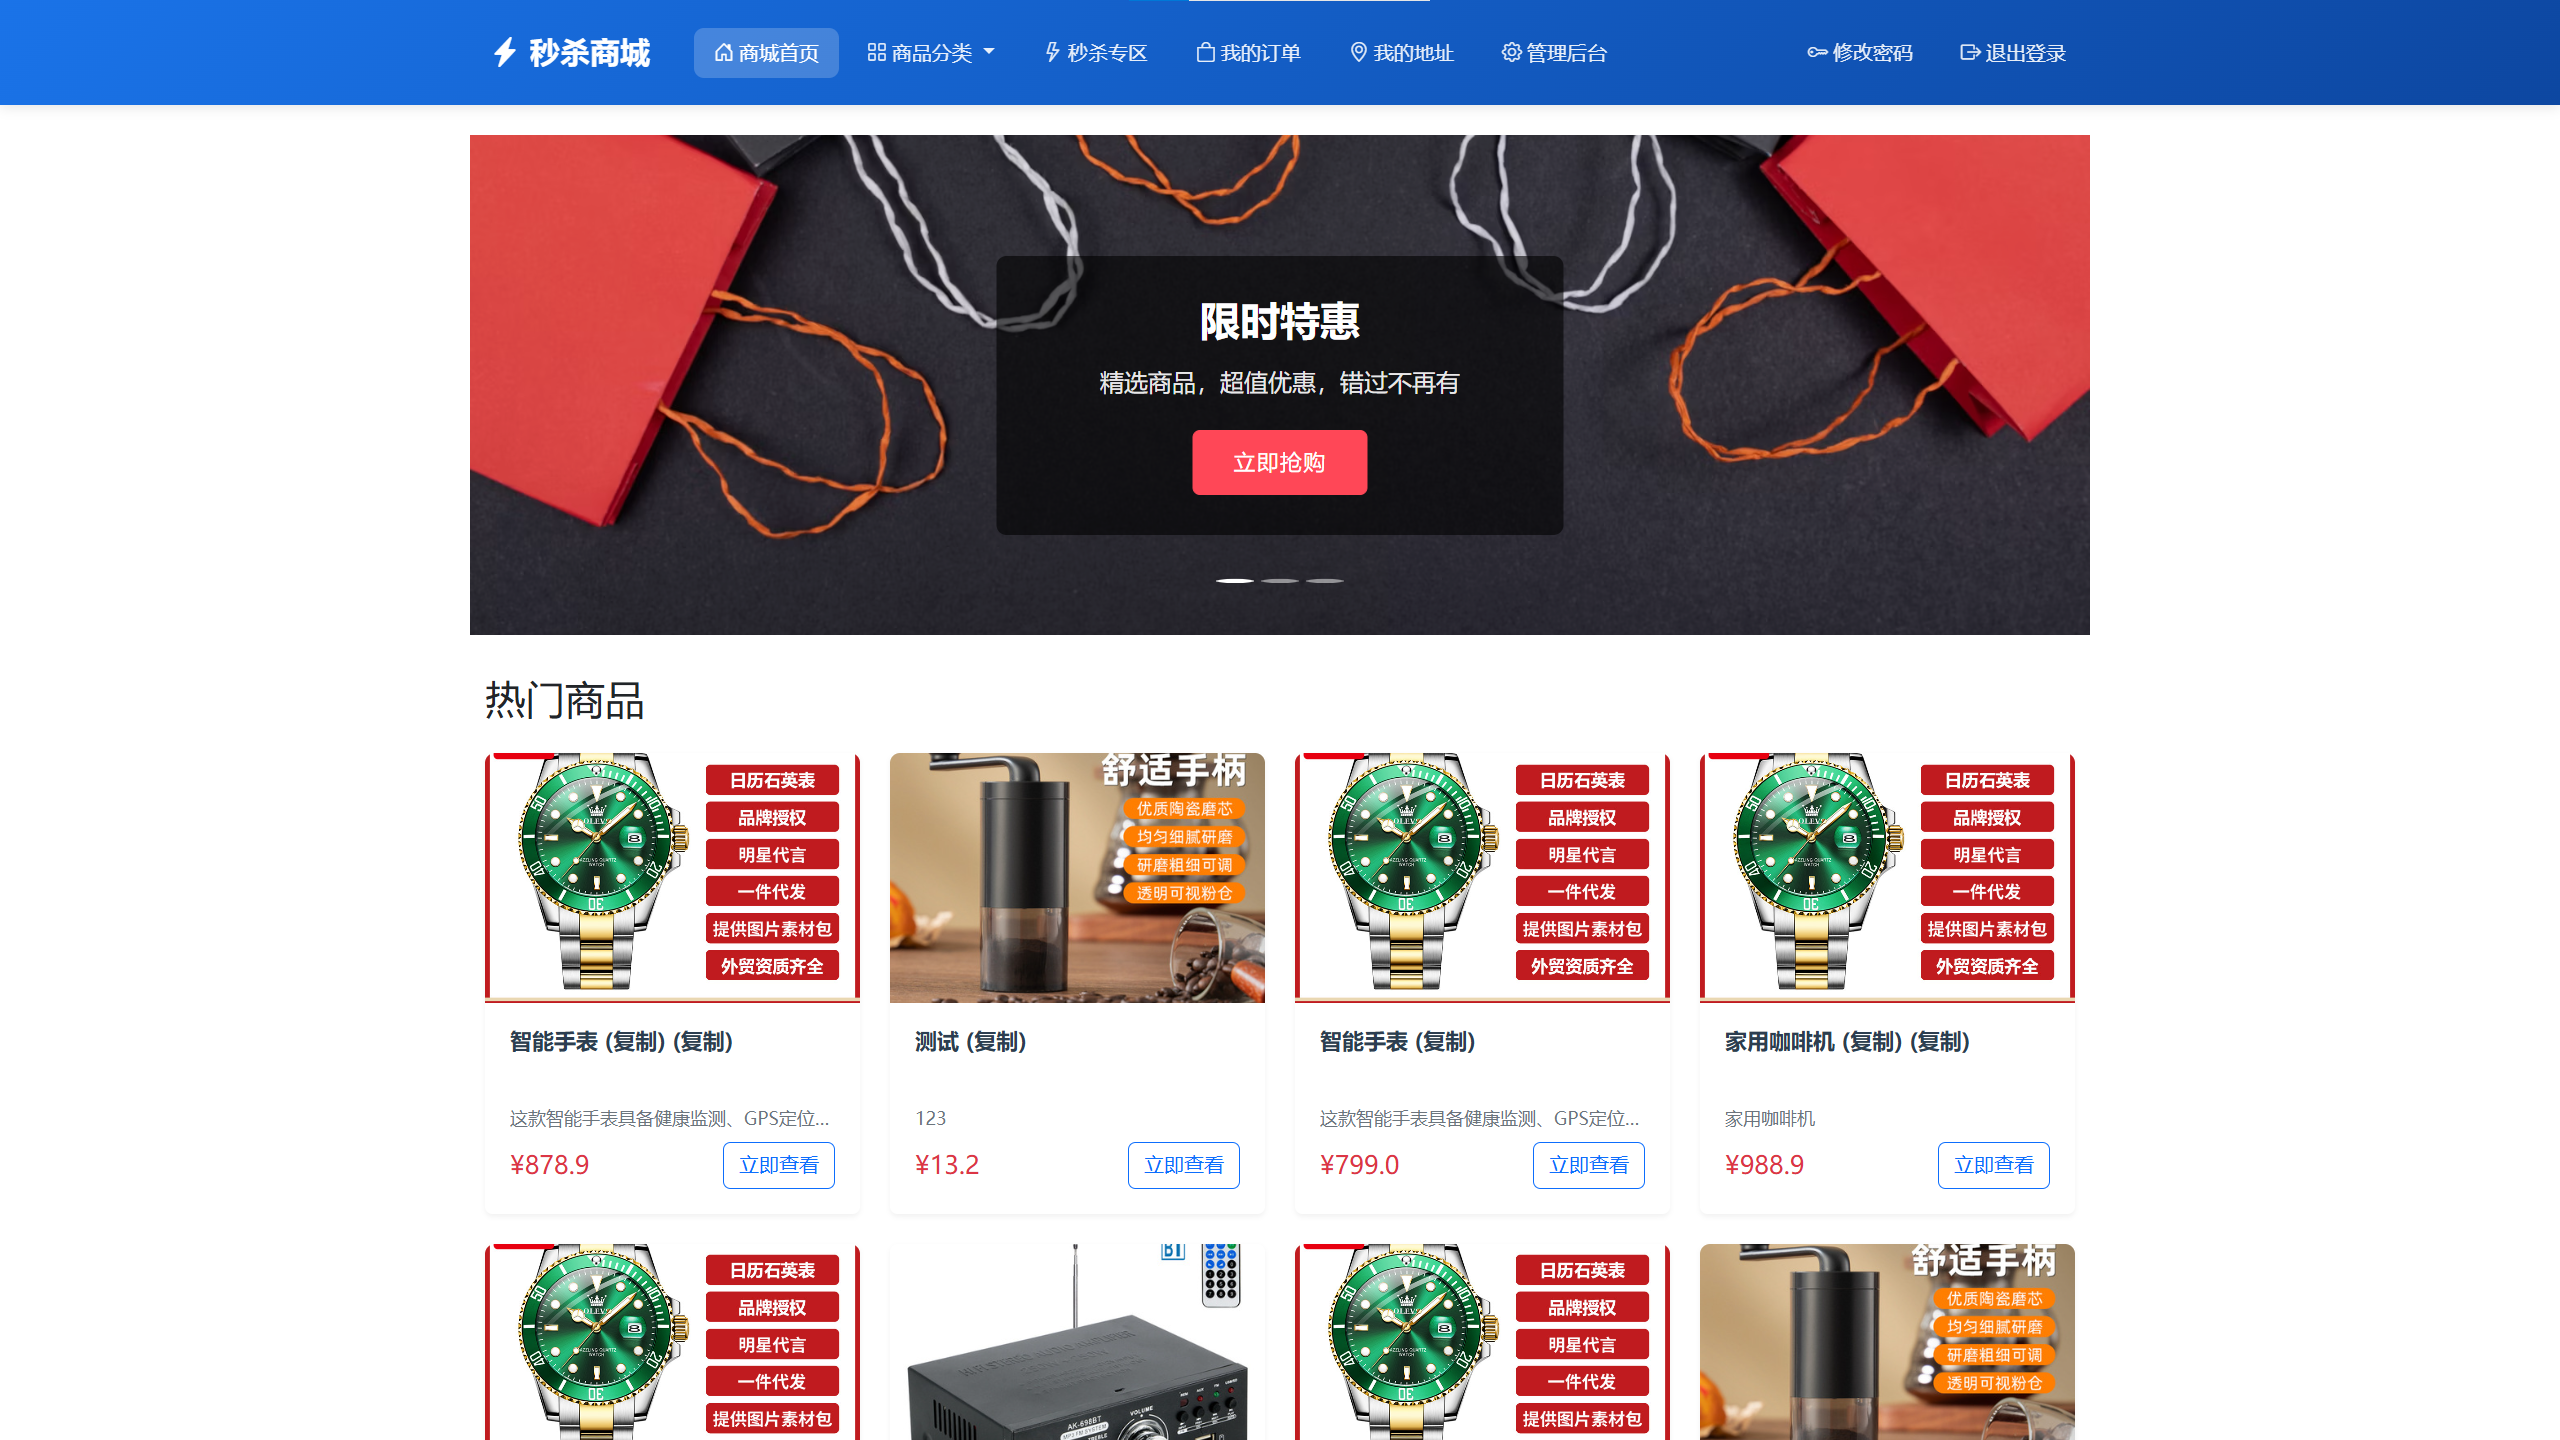 秒杀商城
商城首页
商品分类
秒杀专区
我的订单
我的地址
管理后台
修改密码
退出登录
限时特惠
精选商品，超值优惠，错过不再有
立即抢购
热门商品
日历石英表
品牌授权
明星代言
一件代发
提供图片素材包
外贸资质齐全
智能手表 (复制) (复制)
这款智能手表具备健康监测、GPS定位...
¥878.9
立即查看
舒适手柄
优质陶瓷磨芯
均匀细腻研磨
研磨粗细可调
透明可视粉仓
测试 (复制)
123
¥13.2
立即查看
日历石英表
品牌授权
明星代言
一件代发
提供图片素材包
外贸资质齐全
智能手表 (复制)
这款智能手表具备健康监测、GPS定位...
¥799.0
立即查看
日历石英表
品牌授权
明星代言
一件代发
提供图片素材包
外贸资质齐全
家用咖啡机 (复制) (复制)
家用咖啡机
¥988.9
立即查看
日历石英表
品牌授权
明星代言
一件代发
提供图片素材包
BT
AK-698BT
VOLUME
日历石英表
品牌授权
明星代言
一件代发
提供图片素材包
舒适手柄
优质陶瓷磨芯
均匀细腻研磨
研磨粗细可调
透明可视粉仓